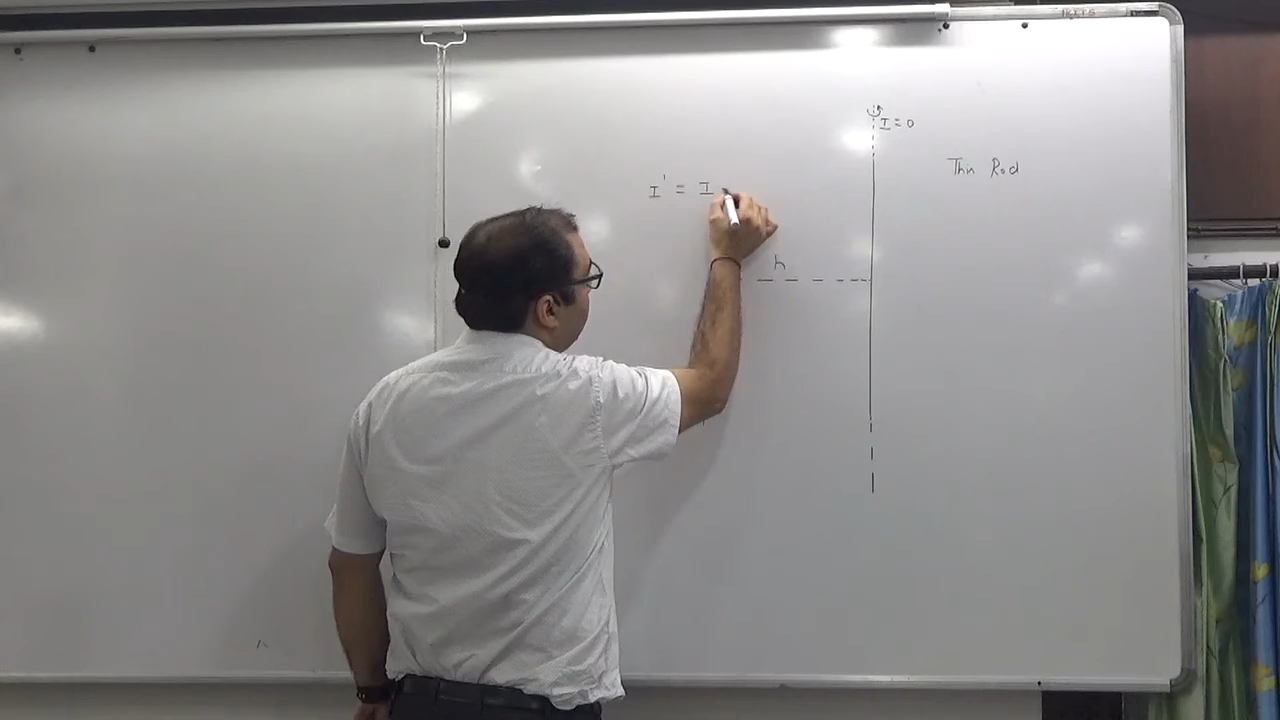 I = 0
Thin Rod
I' = I
h